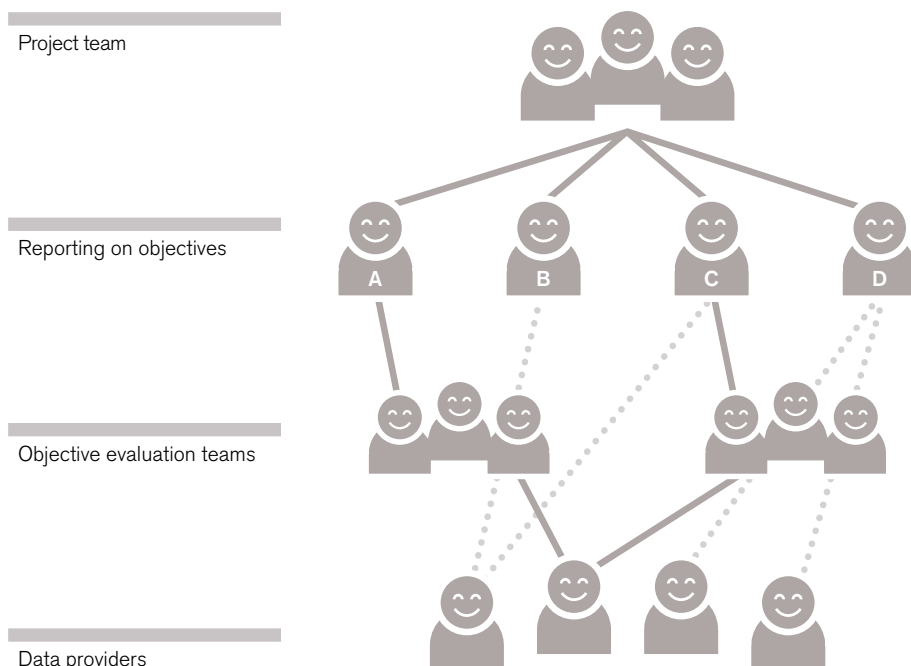 Project team
Reporting on objectives
A B C D
Objective evaluation teams
Data providers